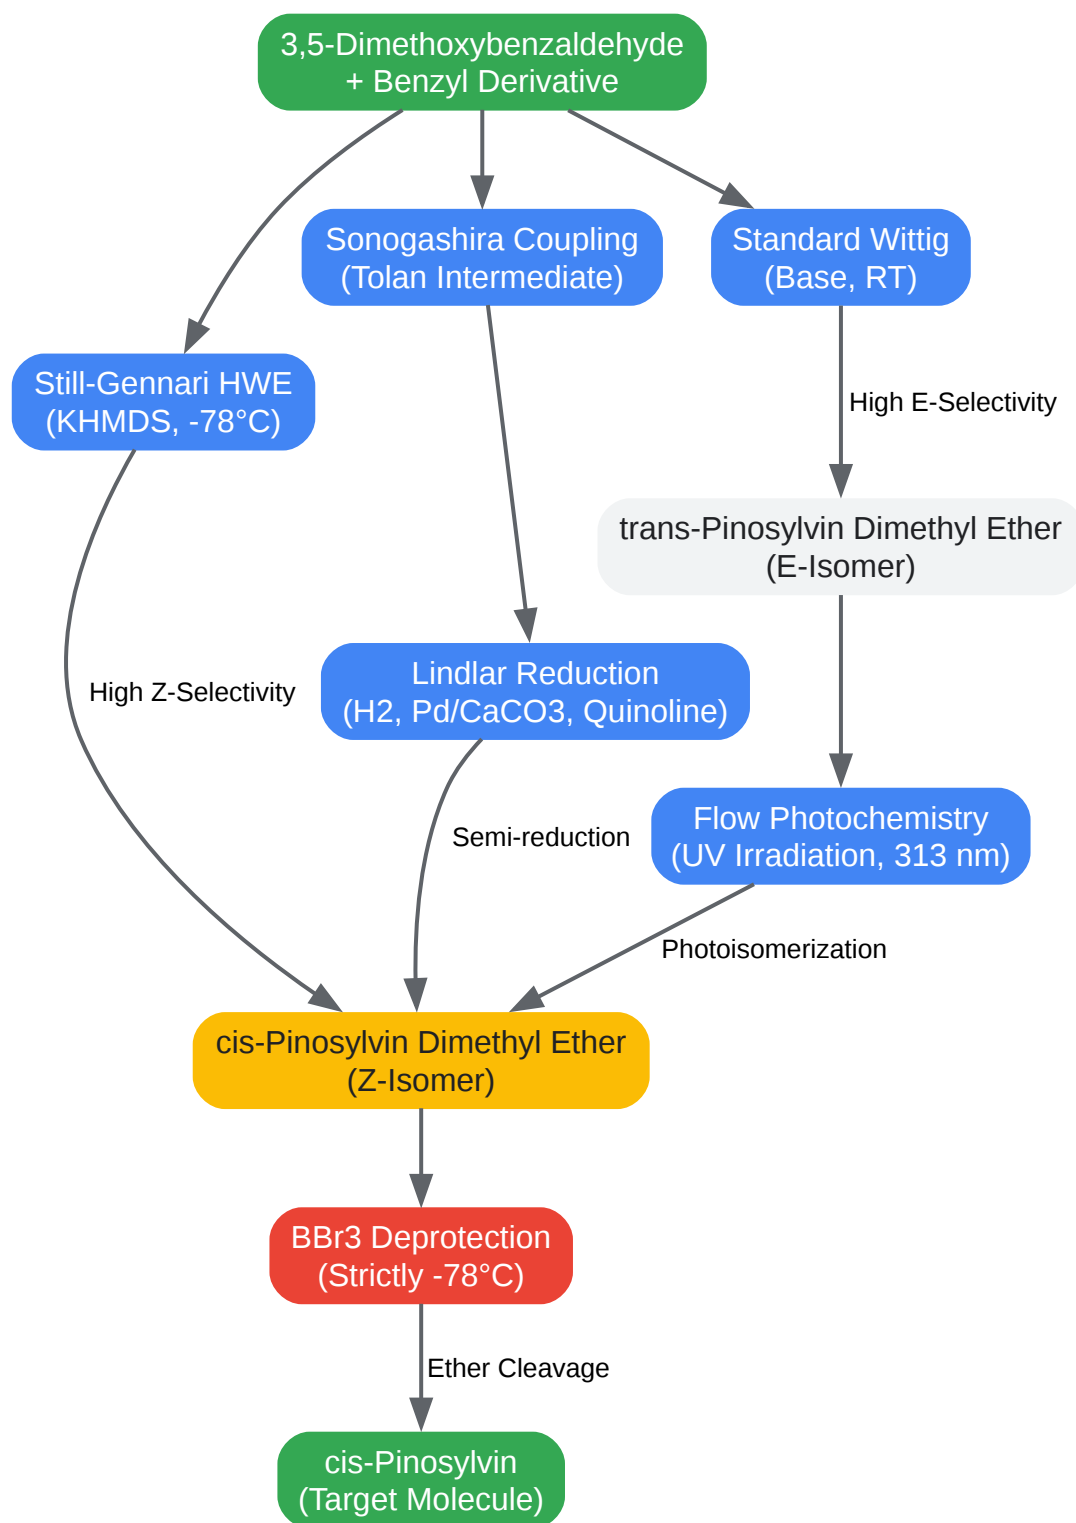 3,5-Dimethoxybenzaldehyde
+ Benzyl Derivative
Sonogashira Coupling
(Tolan Intermediate)
Standard Wittig
(Base, RT)
Still-Gennari HWE
(KHMDS, -78°C)
High E-Selectivity
trans-Pinosylvin Dimethyl Ether
(E-Isomer)
High Z-Selectivity
Lindlar Reduction
(H2, Pd/CaCO3, Quinoline)
Flow Photochemistry
(UV Irradiation, 313 nm)
Semi-reduction
Photoisomerization
cis-Pinosylvin Dimethyl Ether
(Z-Isomer)
BBr3 Deprotection
(Strictly -78°C)
Ether Cleavage
cis-Pinosylvin
(Target Molecule)